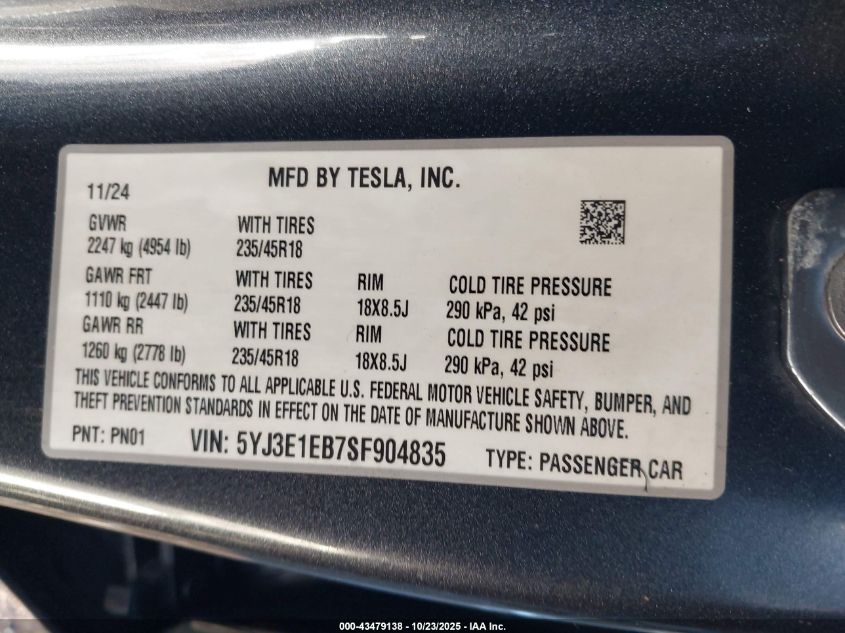 MFD BY TESLA, INC.
11/24
GVWR WITH TIRES
2247 kg (4954 lb) 235/45R18
GAWR FRT WITH TIRES RIM COLD TIRE PRESSURE
1110 kg (2447 lb) 235/45R18 18X8.5J 290 kPa, 42 psi
GAWR RR WITH TIRES RIM COLD TIRE PRESSURE
1260 kg (2778 lb) 235/45R18 18X8.5J 290 kPa, 42 psi
THIS VEHICLE CONFORMS TO ALL APPLICABLE U.S. FEDERAL MOTOR VEHICLE SAFETY, BUMPER, AND
THEFT PREVENTION STANDARDS IN EFFECT ON THE DATE OF MANUFACTURE SHOWN ABOVE.
PNT: PN01 VIN: 5YJ3E1EB7SF904835 TYPE: PASSENGER CAR
000-43479138 - 10/23/2025 - IAA Inc.